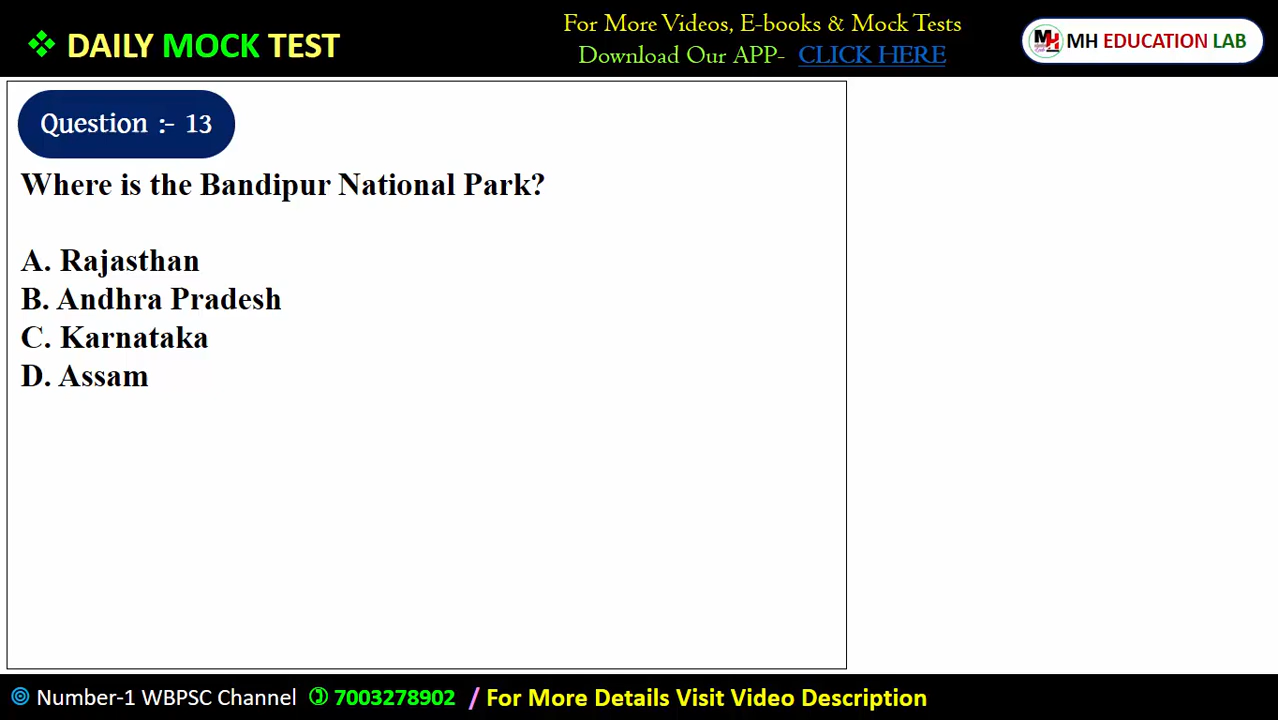 DAILY MOCK TEST
For More Videos, E-books & Mock Tests
Download Our APP- CLICK HERE
MH EDUCATION LAB
Question :- 13
Where is the Bandipur National Park?
A. Rajasthan
B. Andhra Pradesh
C. Karnataka
D. Assam
Number-1 WBPSC Channel 7003278902 / For More Details Visit Video Description